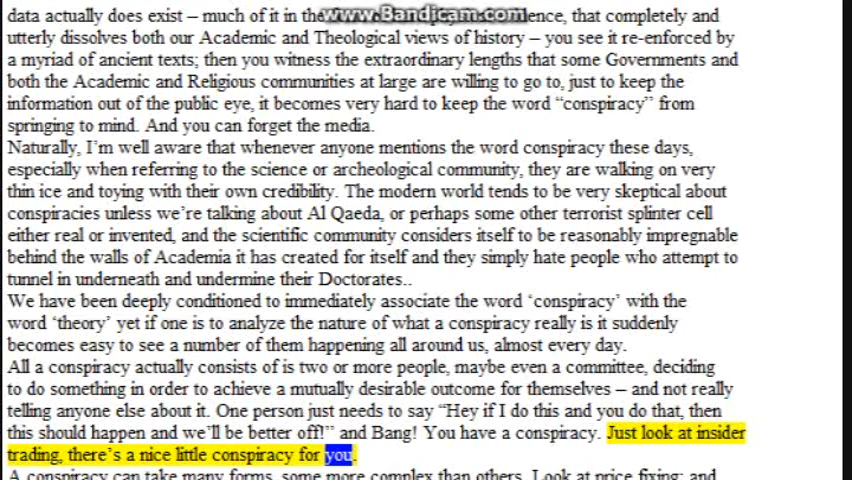 www.Bandicam.com
data actually does exist – much of it in the ence, that completely and
utterly dissolves both our Academic and Theological views of history – you see it re-enforced by
a myriad of ancient texts; then you witness the extraordinary lengths that some Governments and
both the Academic and Religious communities at large are willing to go to, just to keep the
information out of the public eye, it becomes very hard to keep the word “conspiracy” from
springing to mind. And you can forget the media.
Naturally, I’m well aware that whenever anyone mentions the word conspiracy these days,
especially when referring to the science or archeological community, they are walking on very
thin ice and toying with their own credibility. The modern world tends to be very skeptical about
conspiracies unless we’re talking about Al Qaeda, or perhaps some other terrorist splinter cell
either real or invented, and the scientific community considers itself to be reasonably impregnable
behind the walls of Academia it has created for itself and they simply hate people who attempt to
tunnel in underneath and undermine their Doctorates..
We have been deeply conditioned to immediately associate the word ‘conspiracy’ with the
word ‘theory’ yet if one is to analyze the nature of what a conspiracy really is it suddenly
becomes easy to see a number of them happening all around us, almost every day.
All a conspiracy actually consists of is two or more people, maybe even a committee, deciding
to do something in order to achieve a mutually desirable outcome for themselves – and not really
telling anyone else about it. One person just needs to say “Hey if I do this and you do that, then
this should happen and we’ll be better off!” and Bang! You have a conspiracy. Just look at insider
trading, there’s a nice little conspiracy for you.
A conspiracy can take many forms, some more complex than others. Look at price fixing; and